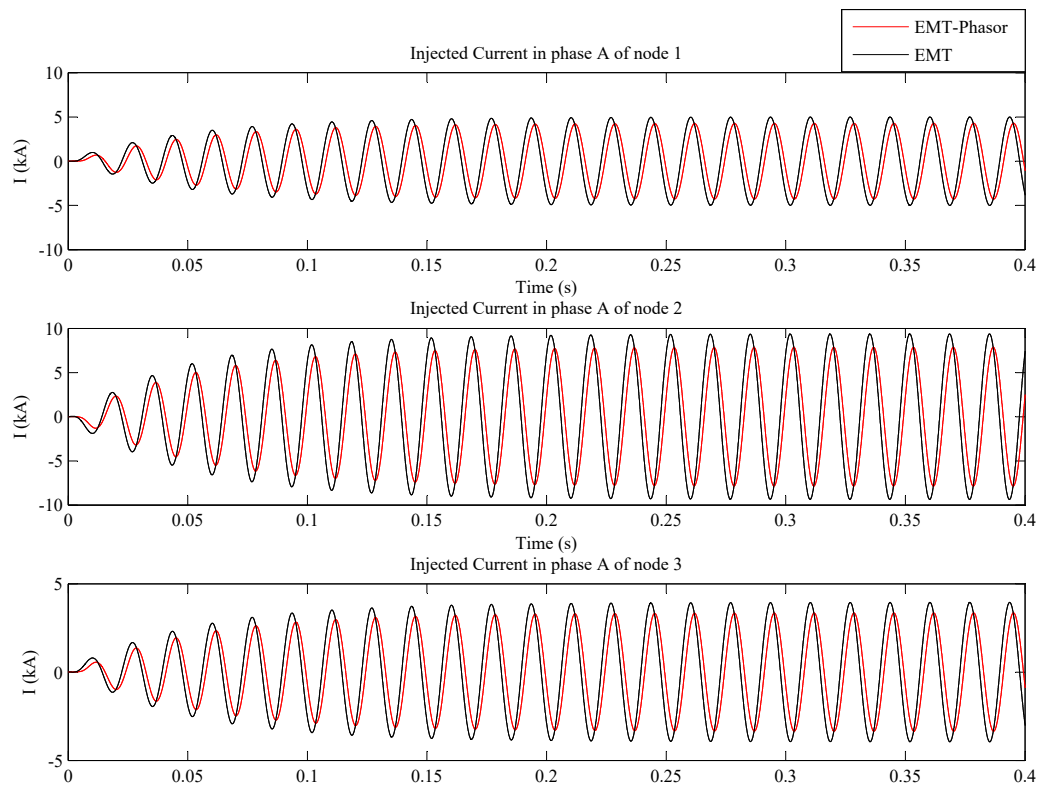 EMT-Phasor
EMT
Injected Current in phase A of node 1
10
5
0
-5
-10
I (kA)
0 0.05 0.1 0.15 0.2 0.25 0.3 0.35 0.4
Time (s)
Injected Current in phase A of node 2
10
5
0
-5
-10
I (kA)
0 0.05 0.1 0.15 0.2 0.25 0.3 0.35 0.4
Time (s)
Injected Current in phase A of node 3
5
0
-5
I (kA)
0 0.05 0.1 0.15 0.2 0.25 0.3 0.35 0.4